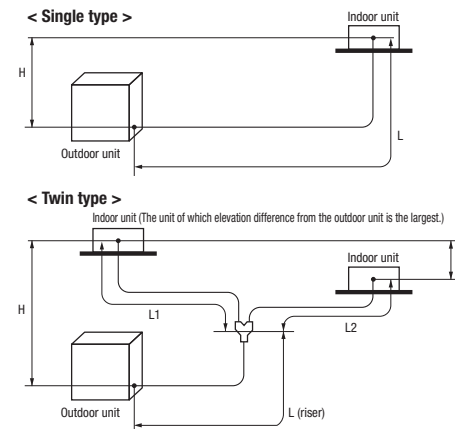 < Single type >
Indoor unit
H
L
Outdoor unit
< Twin type >
Indoor unit (The unit of which elevation difference from the outdoor unit is the largest.)
Indoor unit
H
L1
L2
L (riser)
Outdoor unit